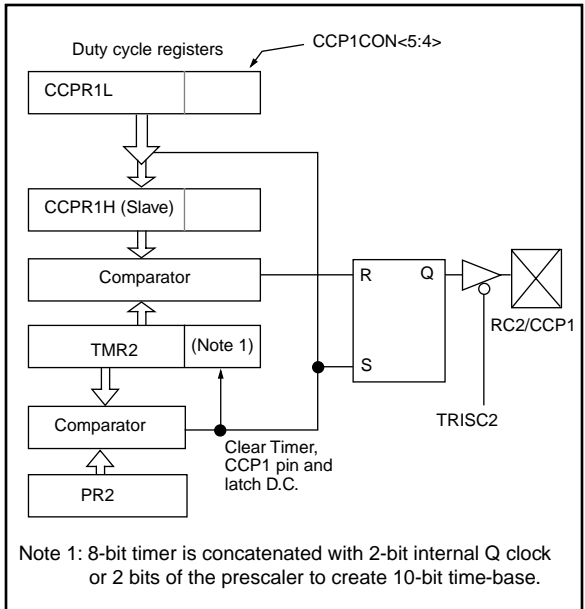 Duty cycle registers
CCP1CON<5:4>
CCPR1L
CCPR1H (Slave)
Comparator
R
Q
RC2/CCP1
TMR2
(Note 1)
S
TRISC2
Comparator
Clear Timer,
CCP1 pin and
latch D.C.
PR2
Note 1: 8-bit timer is concatenated with 2-bit internal Q clock
or 2 bits of the prescaler to create 10-bit time-base.